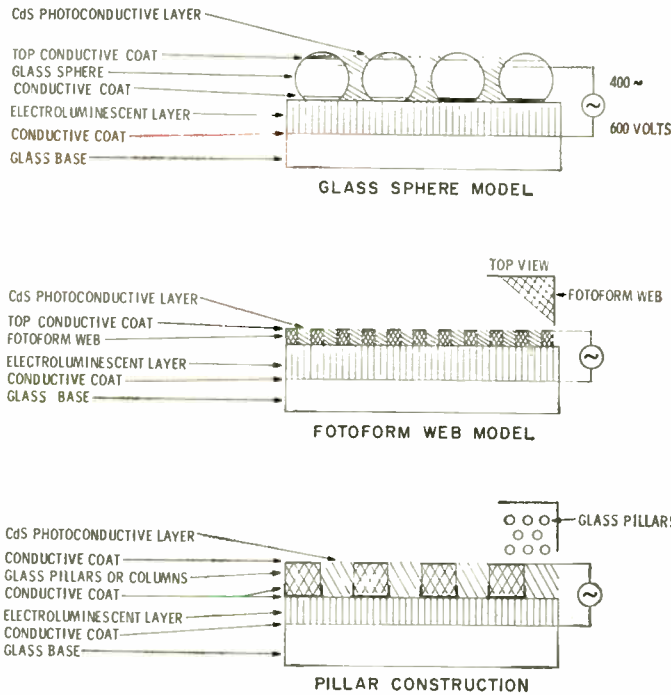 CdS PHOTOCONDUCTIVE LAYER
TOP CONDUCTIVE COAT
GLASS SPHERE
CONDUCTIVE COAT
ELECTROLUMINESCENT LAYER
CONDUCTIVE COAT
GLASS BASE
400~
600 VOLTS
GLASS SPHERE MODEL
TOP VIEW
FOTOFORM WEB
CdS PHOTOCONDUCTIVE LAYER
TOP CONDUCTIVE COAT
FOTOFORM WEB
ELECTROLUMINESCENT LAYER
CONDUCTIVE COAT
GLASS BASE
FOTOFORM WEB MODEL
GLASS PILLARS
CdS PHOTOCONDUCTIVE LAYER
CONDUCTIVE COAT
GLASS PILLARS OR COLUMNS
CONDUCTIVE COAT
ELECTROLUMINESCENT LAYER
CONDUCTIVE COAT
GLASS BASE
PILLAR CONSTRUCTION